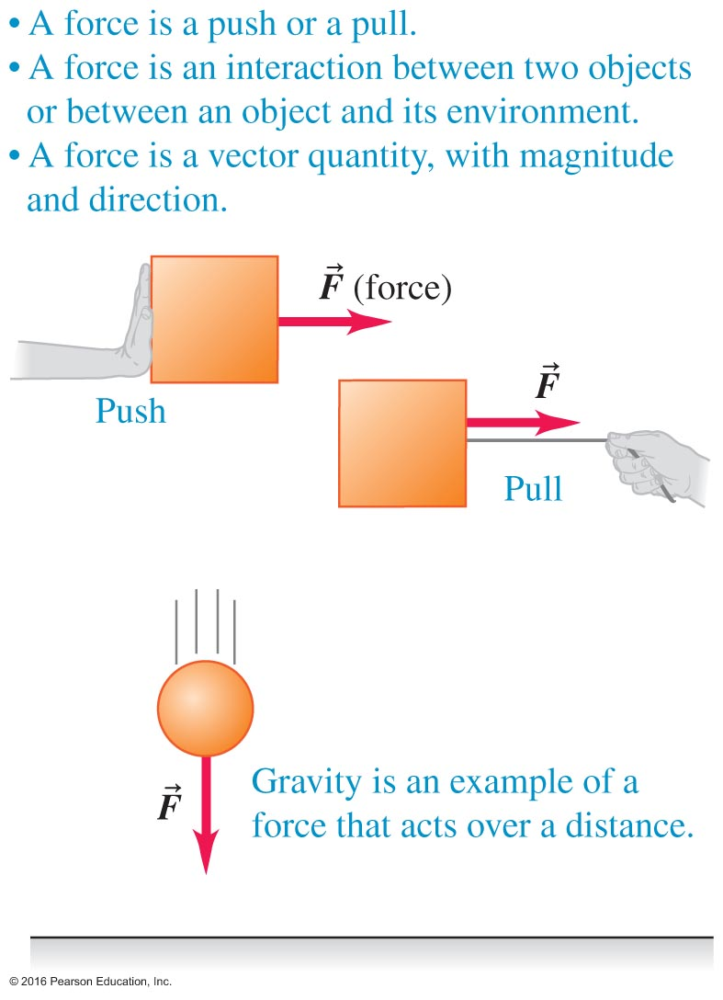 • A force is a push or a pull.
• A force is an interaction between two objects
or between an object and its environment.
• A force is a vector quantity, with magnitude
and direction.
F⃗ (force)
Push
F⃗
Pull
F⃗
Gravity is an example of a
force that acts over a distance.
© 2016 Pearson Education, Inc.